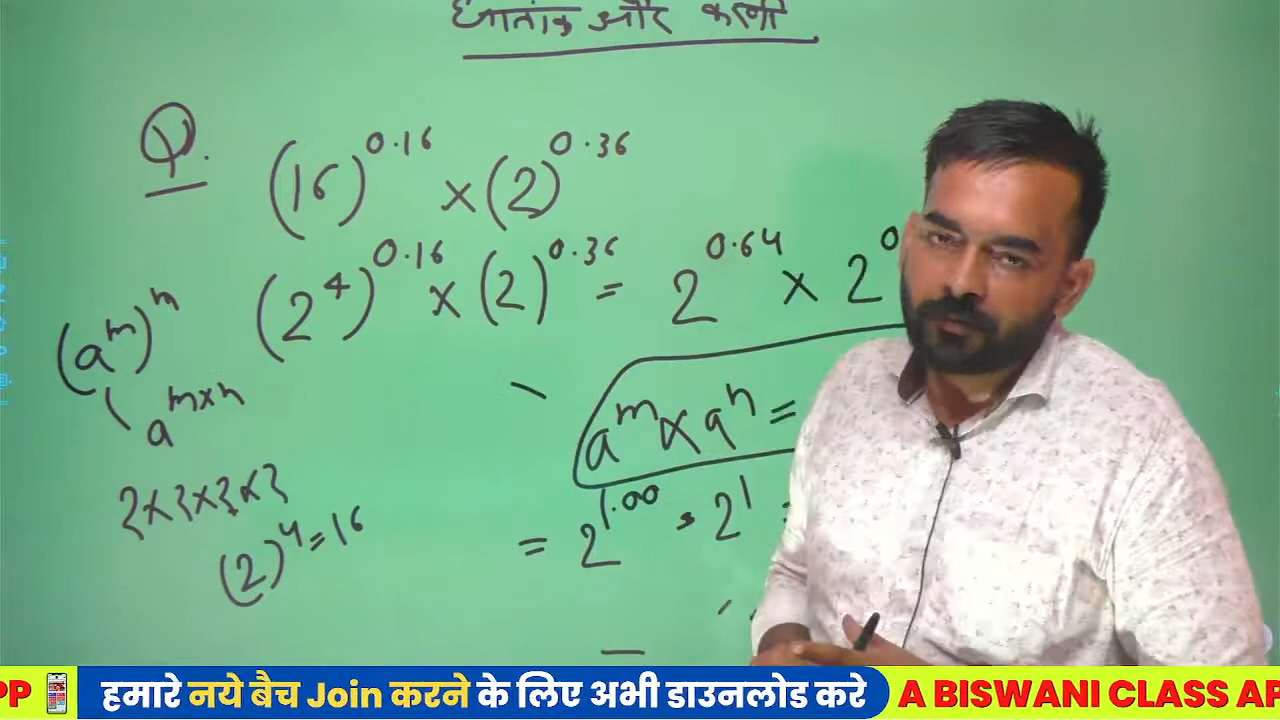 घातांक और करणी
Q.
(16)^0.16 × (2)^0.36
(2^4)^0.16 × (2)^0.36 = 2^0.64 × 2^0
(a^m)^n
a^m×n
a^m × a^n =
2×2×2×2
(2)^4 = 16
= 2^1.00 = 2^1 =
PP हमारे नये बैच Join करने के लिए अभी डाउनलोड करे A BISWANI CLASS AP